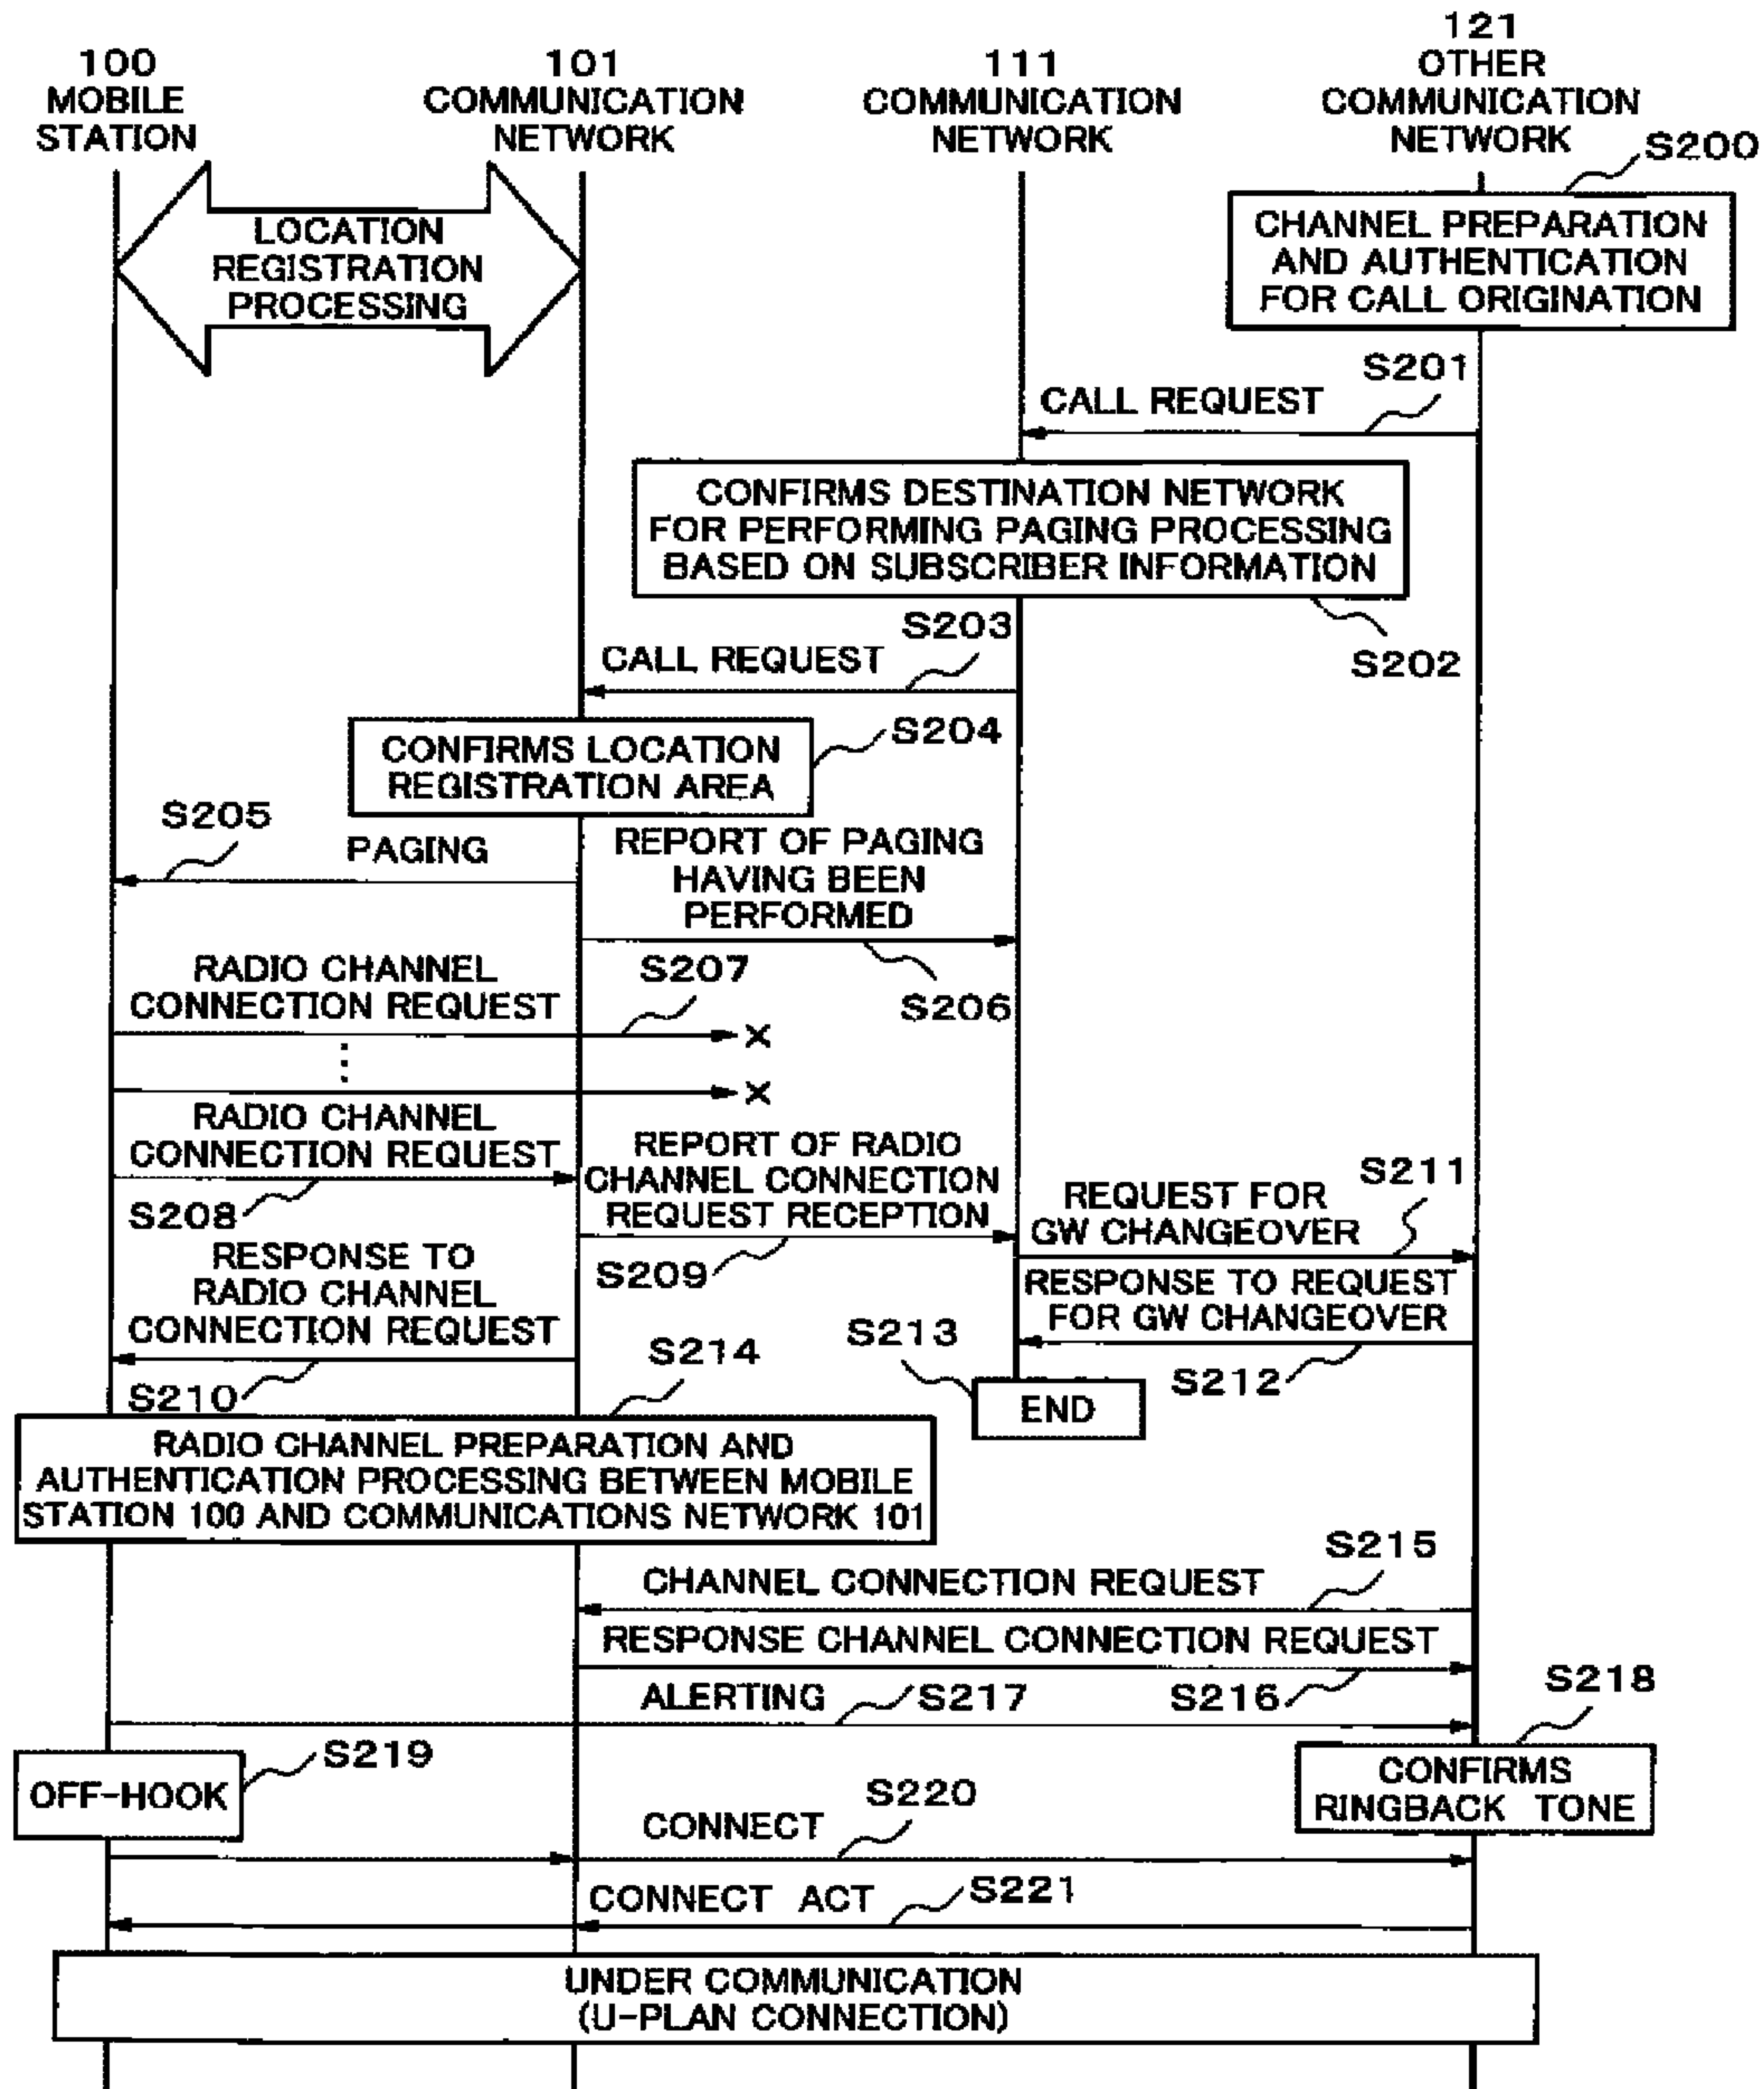 100
MOBILE
STATION
101
COMMUNICATION
NETWORK
111
COMMUNICATION
NETWORK
121
OTHER
COMMUNICATION
NETWORK
S200
LOCATION
REGISTRATION
PROCESSING
CHANNEL PREPARATION
AND AUTHENTICATION
FOR CALL ORIGINATION
S201
CALL REQUEST
CONFIRMS DESTINATION NETWORK
FOR PERFORMING PAGING PROCESSING
BASED ON SUBSCRIBER INFORMATION
S202
S203
CALL REQUEST
S204
CONFIRMS LOCATION
REGISTRATION AREA
S205
PAGING
REPORT OF PAGING
HAVING BEEN
PERFORMED
S206
RADIO CHANNEL
CONNECTION REQUEST
S207
X
X
RADIO CHANNEL
CONNECTION REQUEST
S208
REPORT OF RADIO
CHANNEL CONNECTION
REQUEST RECEPTION
S209
S211
REQUEST FOR
GW CHANGEOVER
RESPONSE TO
RADIO CHANNEL
CONNECTION REQUEST
S210
RESPONSE TO REQUEST
FOR GW CHANGEOVER
S212
S213
END
S214
RADIO CHANNEL PREPARATION AND
AUTHENTICATION PROCESSING BETWEEN MOBILE
STATION 100 AND COMMUNICATIONS NETWORK 101
S215
CHANNEL CONNECTION REQUEST
RESPONSE CHANNEL CONNECTION REQUEST
S216
ALERTING
S217
S218
CONFIRMS
RINGBACK TONE
S219
OFF-HOOK
S220
CONNECT
CONNECT ACT
S221
UNDER COMMUNICATION
(U-PLAN CONNECTION)